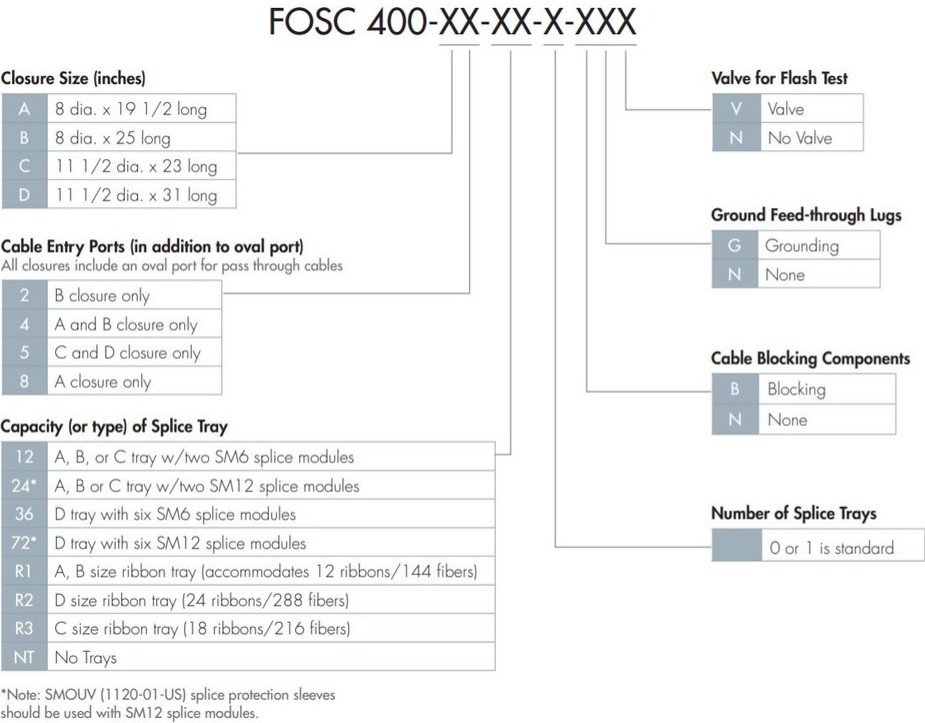 FOSC 400-XX-XX-X-XXX
Closure Size (inches)
A 8 dia. x 19 1/2 long
B 8 dia. x 25 long
C 11 1/2 dia. x 23 long
D 11 1/2 dia. x 31 long
Cable Entry Ports (in addition to oval port)
All closures include an oval port for pass through cables
2 B closure only
4 A and B closure only
5 C and D closure only
8 A closure only
Capacity (or type) of Splice Tray
12 A, B, or C tray w/two SM6 splice modules
24* A, B or C tray w/two SM12 splice modules
36 D tray with six SM6 splice modules
72* D tray with six SM12 splice modules
R1 A, B size ribbon tray (accommodates 12 ribbons/144 fibers)
R2 D size ribbon tray (24 ribbons/288 fibers)
R3 C size ribbon tray (18 ribbons/216 fibers)
NT No Trays
*Note: SMOUV (1120-01-US) splice protection sleeves
should be used with SM12 splice modules.
Valve for Flash Test
V Valve
N No Valve
Ground Feed-through Lugs
G Grounding
N None
Cable Blocking Components
B Blocking
N None
Number of Splice Trays
0 or 1 is standard